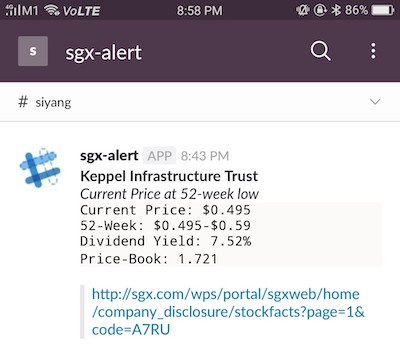 4G M1 VoLTE 8:58 PM 86%
S sgx-alert
# siyang
sgx-alert APP 8:43 PM
Keppel Infrastructure Trust
Current Price at 52-week low
Current Price: $0.495
52-Week: $0.495-$0.59
Dividend Yield: 7.52%
Price-Book: 1.721
http://sgx.com/wps/portal/sgxweb/home
/company_disclosure/stockfacts?page=1&
code=A7RU